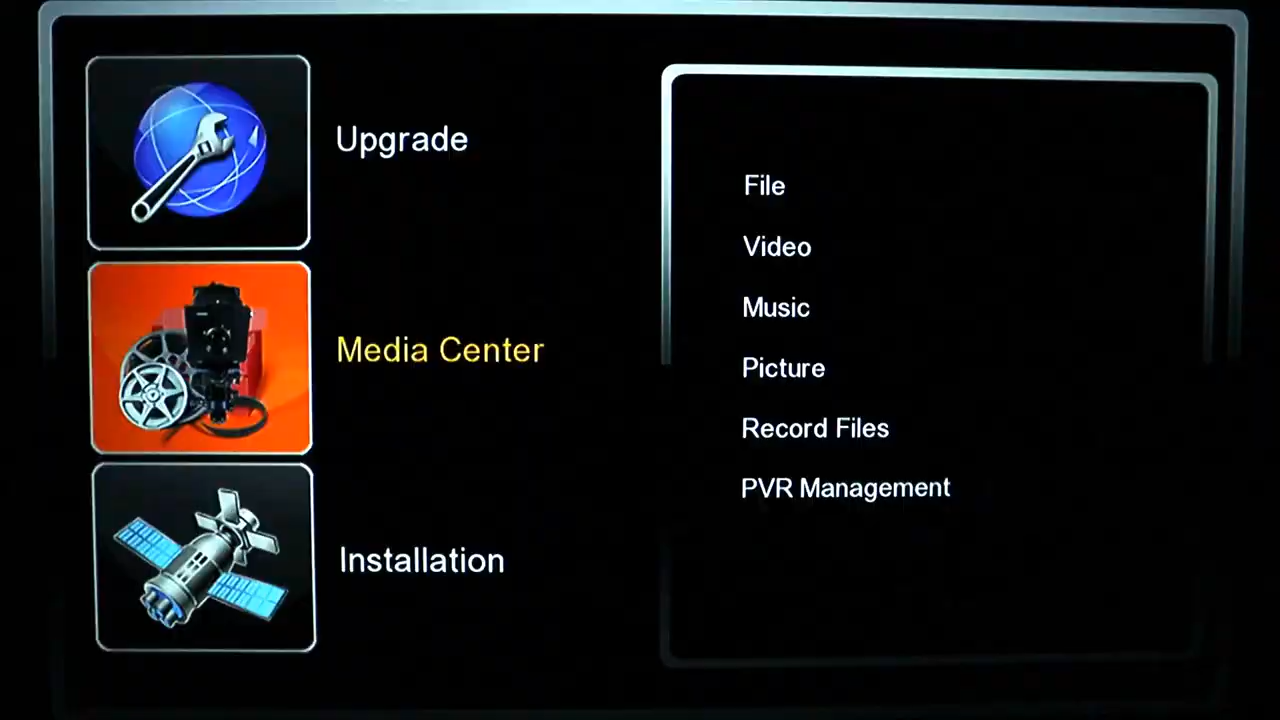 Upgrade
Media Center
Installation
File
Video
Music
Picture
Record Files
PVR Management